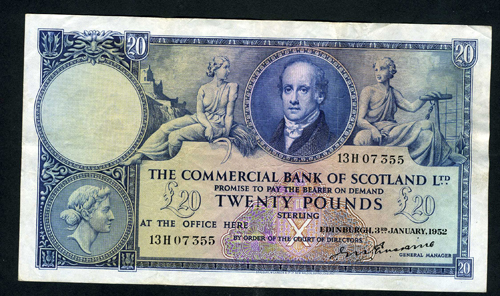 20
20
13H 07355
THE COMMERCIAL BANK OF SCOTLAND LTD.
PROMISE TO PAY THE BEARER ON DEMAND
£20 TWENTY POUNDS £20
STERLING
AT THE OFFICE HERE
EDINBURGH, 3RD JANUARY, 1952
13H 07355
BY ORDER OF THE COURT OF DIRECTORS
GENERAL MANAGER